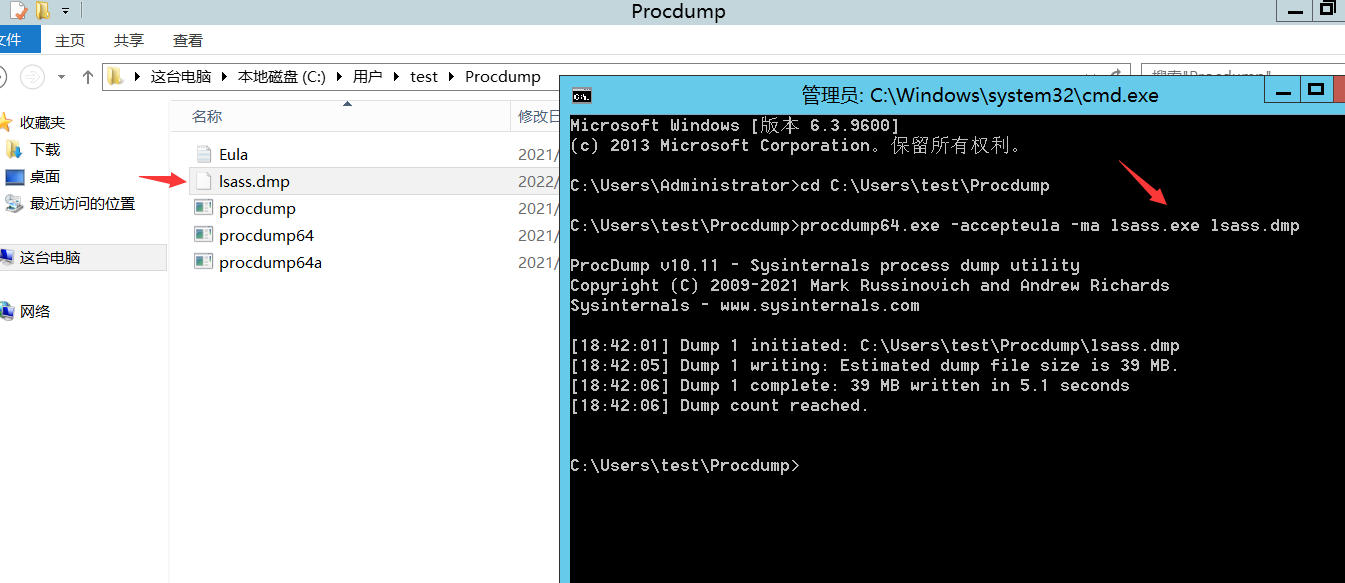 Procdump
文件 主页 共享 查看
这台电脑 本地磁盘 (C:) 用户 test Procdump
搜索"Procdump"
名称 修改日
收藏夹
下载
桌面
最近访问的位置
这台电脑
网络
Eula 2021/
lsass.dmp 2022/
procdump 2021/
procdump64 2021/
procdump64a 2021/
管理员: C:\Windows\system32\cmd.exe
Microsoft Windows [版本 6.3.9600]
(c) 2013 Microsoft Corporation。保留所有权利。
C:\Users\Administrator>cd C:\Users\test\Procdump
C:\Users\test\Procdump>procdump64.exe -accepteula -ma lsass.exe lsass.dmp
ProcDump v10.11 - Sysinternals process dump utility
Copyright (C) 2009-2021 Mark Russinovich and Andrew Richards
Sysinternals - www.sysinternals.com
[18:42:01] Dump 1 initiated: C:\Users\test\Procdump\lsass.dmp
[18:42:05] Dump 1 writing: Estimated dump file size is 39 MB.
[18:42:06] Dump 1 complete: 39 MB written in 5.1 seconds
[18:42:06] Dump count reached.
C:\Users\test\Procdump>